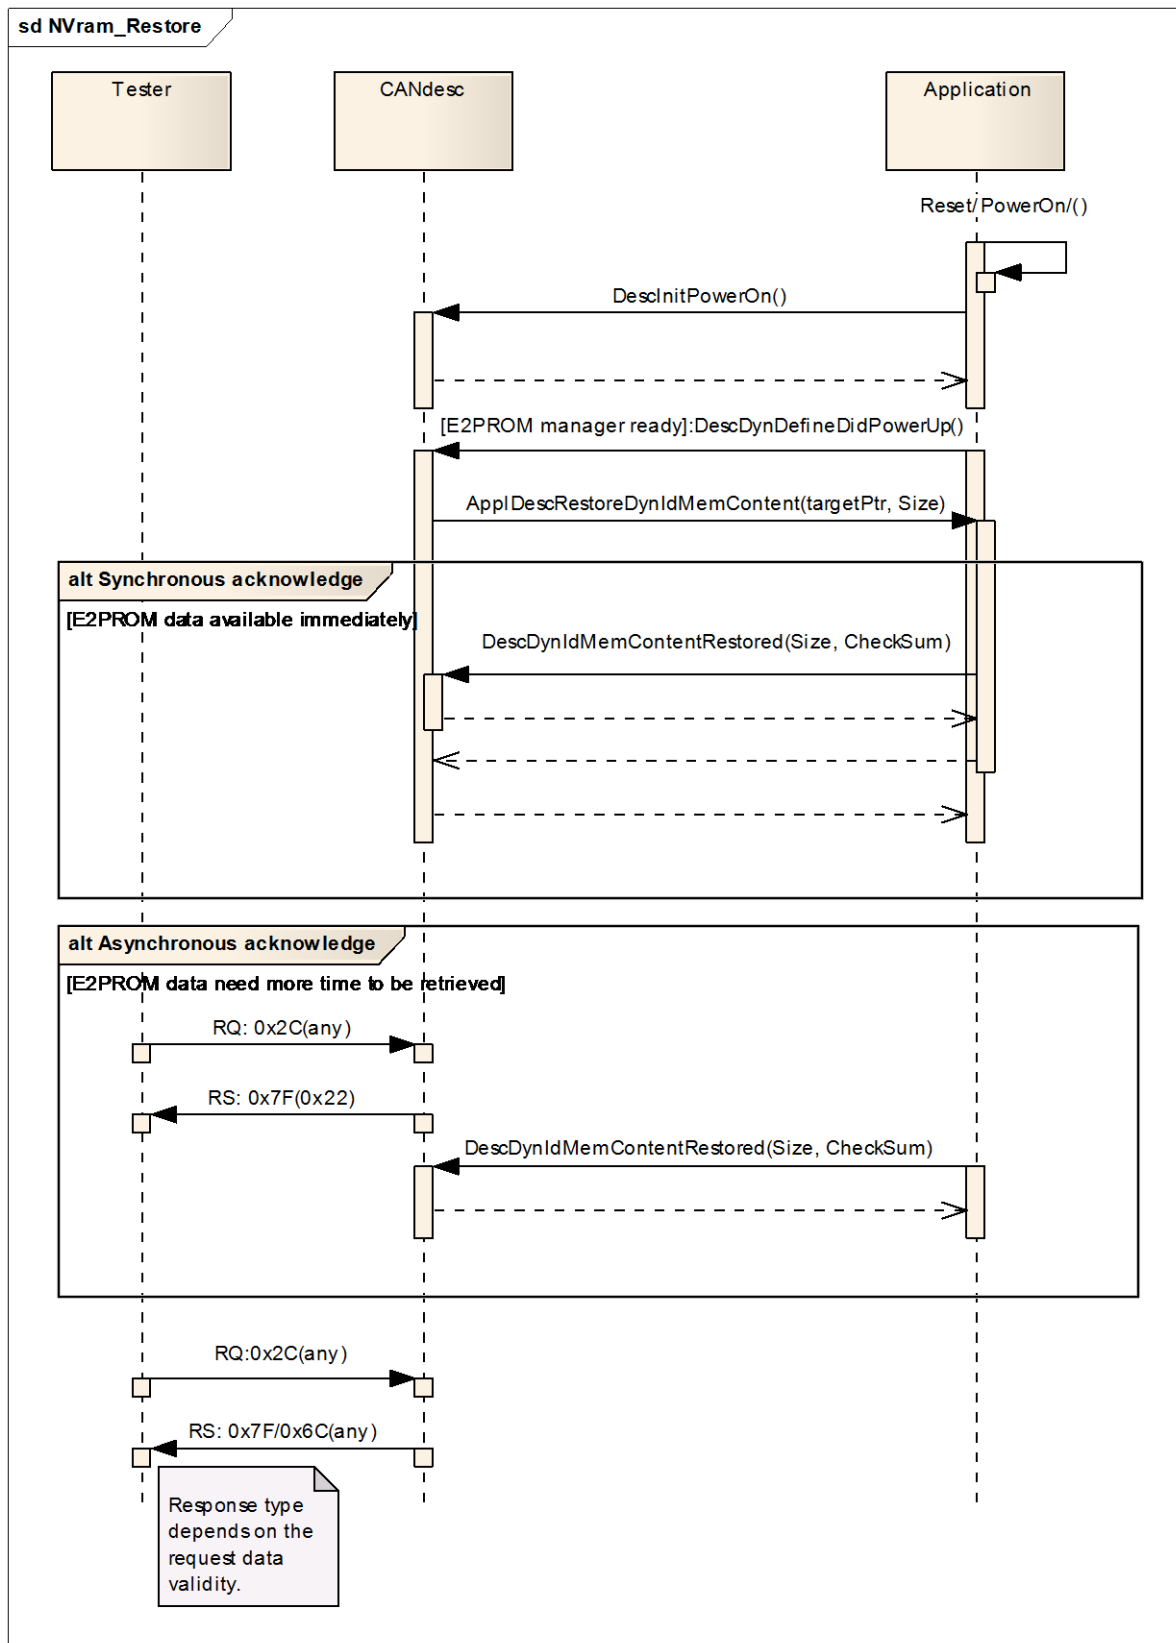 sd NVram_Restore
Tester
CANdesc
Application
Reset/PowerOn/()
DescInitPowerOn()
[E2PROM manager ready]:DescDynDefineDidPowerUp()
ApplDescRestoreDynIdMemContent(targetPtr, Size)
alt Synchronous acknowledge
[E2PROM data available immediately]
DescDynIdMemContentRestored(Size, CheckSum)
alt Asynchronous acknowledge
[E2PROM data need more time to be retrieved]
RQ: 0x2C(any)
RS: 0x7F(0x22)
DescDynIdMemContentRestored(Size, CheckSum)
RQ:0x2C(any)
RS: 0x7F/0x6C(any)
Response type
depends on the
request data
validity.